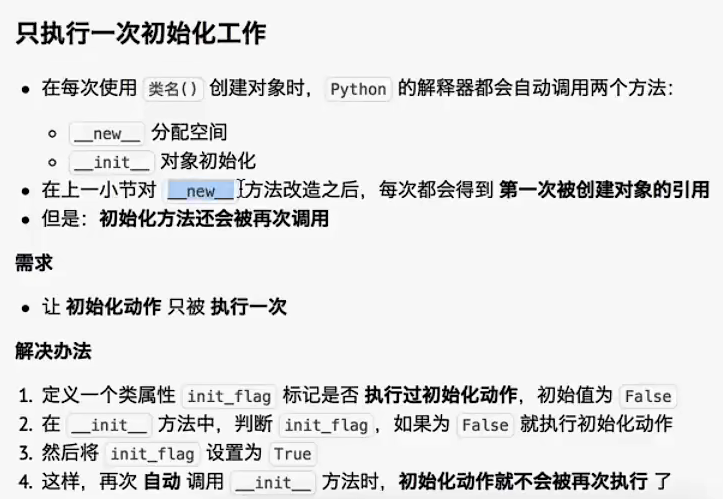 只执行一次初始化工作
• 在每次使用 类名() 创建对象时，Python 的解释器都会自动调用两个方法：
◦ __new__ 分配空间
◦ __init__ 对象初始化
• 在上一小节对 __new__ 方法改造之后，每次都会得到 第一次被创建对象的引用
• 但是：初始化方法还会被再次调用
需求
• 让 初始化动作 只被 执行一次
解决办法
1. 定义一个类属性 init_flag 标记是否 执行过初始化动作，初始值为 False
2. 在 __init__ 方法中，判断 init_flag，如果为 False 就执行初始化动作
3. 然后将 init_flag 设置为 True
4. 这样，再次 自动 调用 __init__ 方法时，初始化动作就不会被再次执行 了